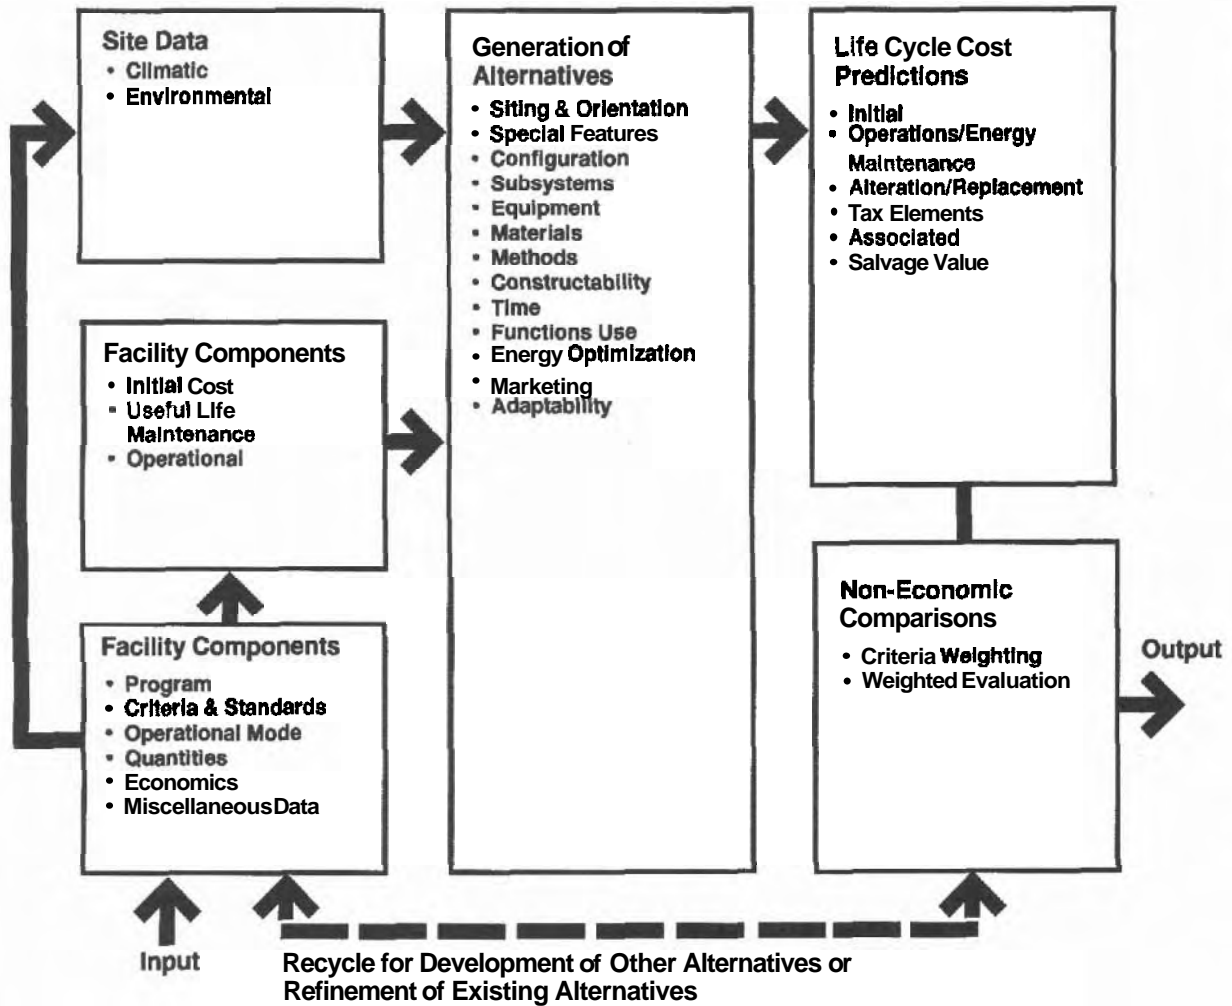 Site Data
• Climatic
• Environmental
Facility Components
• Initial Cost
• Useful Life
Maintenance
• Operational
Facility Components
• Program
• Criteria & Standards
• Operational Mode
• Quantities
• Economics
• Miscellaneous Data
Input
Generation of
Alternatives
• Siting & Orientation
• Special Features
• Configuration
• Subsystems
• Equipment
• Materials
• Methods
• Constructability
• Time
• Functions Use
• Energy Optimization
• Marketing
• Adaptability
Life Cycle Cost
Predictions
• Initial
• Operations/Energy
Maintenance
• Alteration/Replacement
• Tax Elements
• Associated
• Salvage Value
Non-Economic
Comparisons
• Criteria Weighting
• Weighted Evaluation
Output
Recycle for Development of Other Alternatives or
Refinement of Existing Alternatives